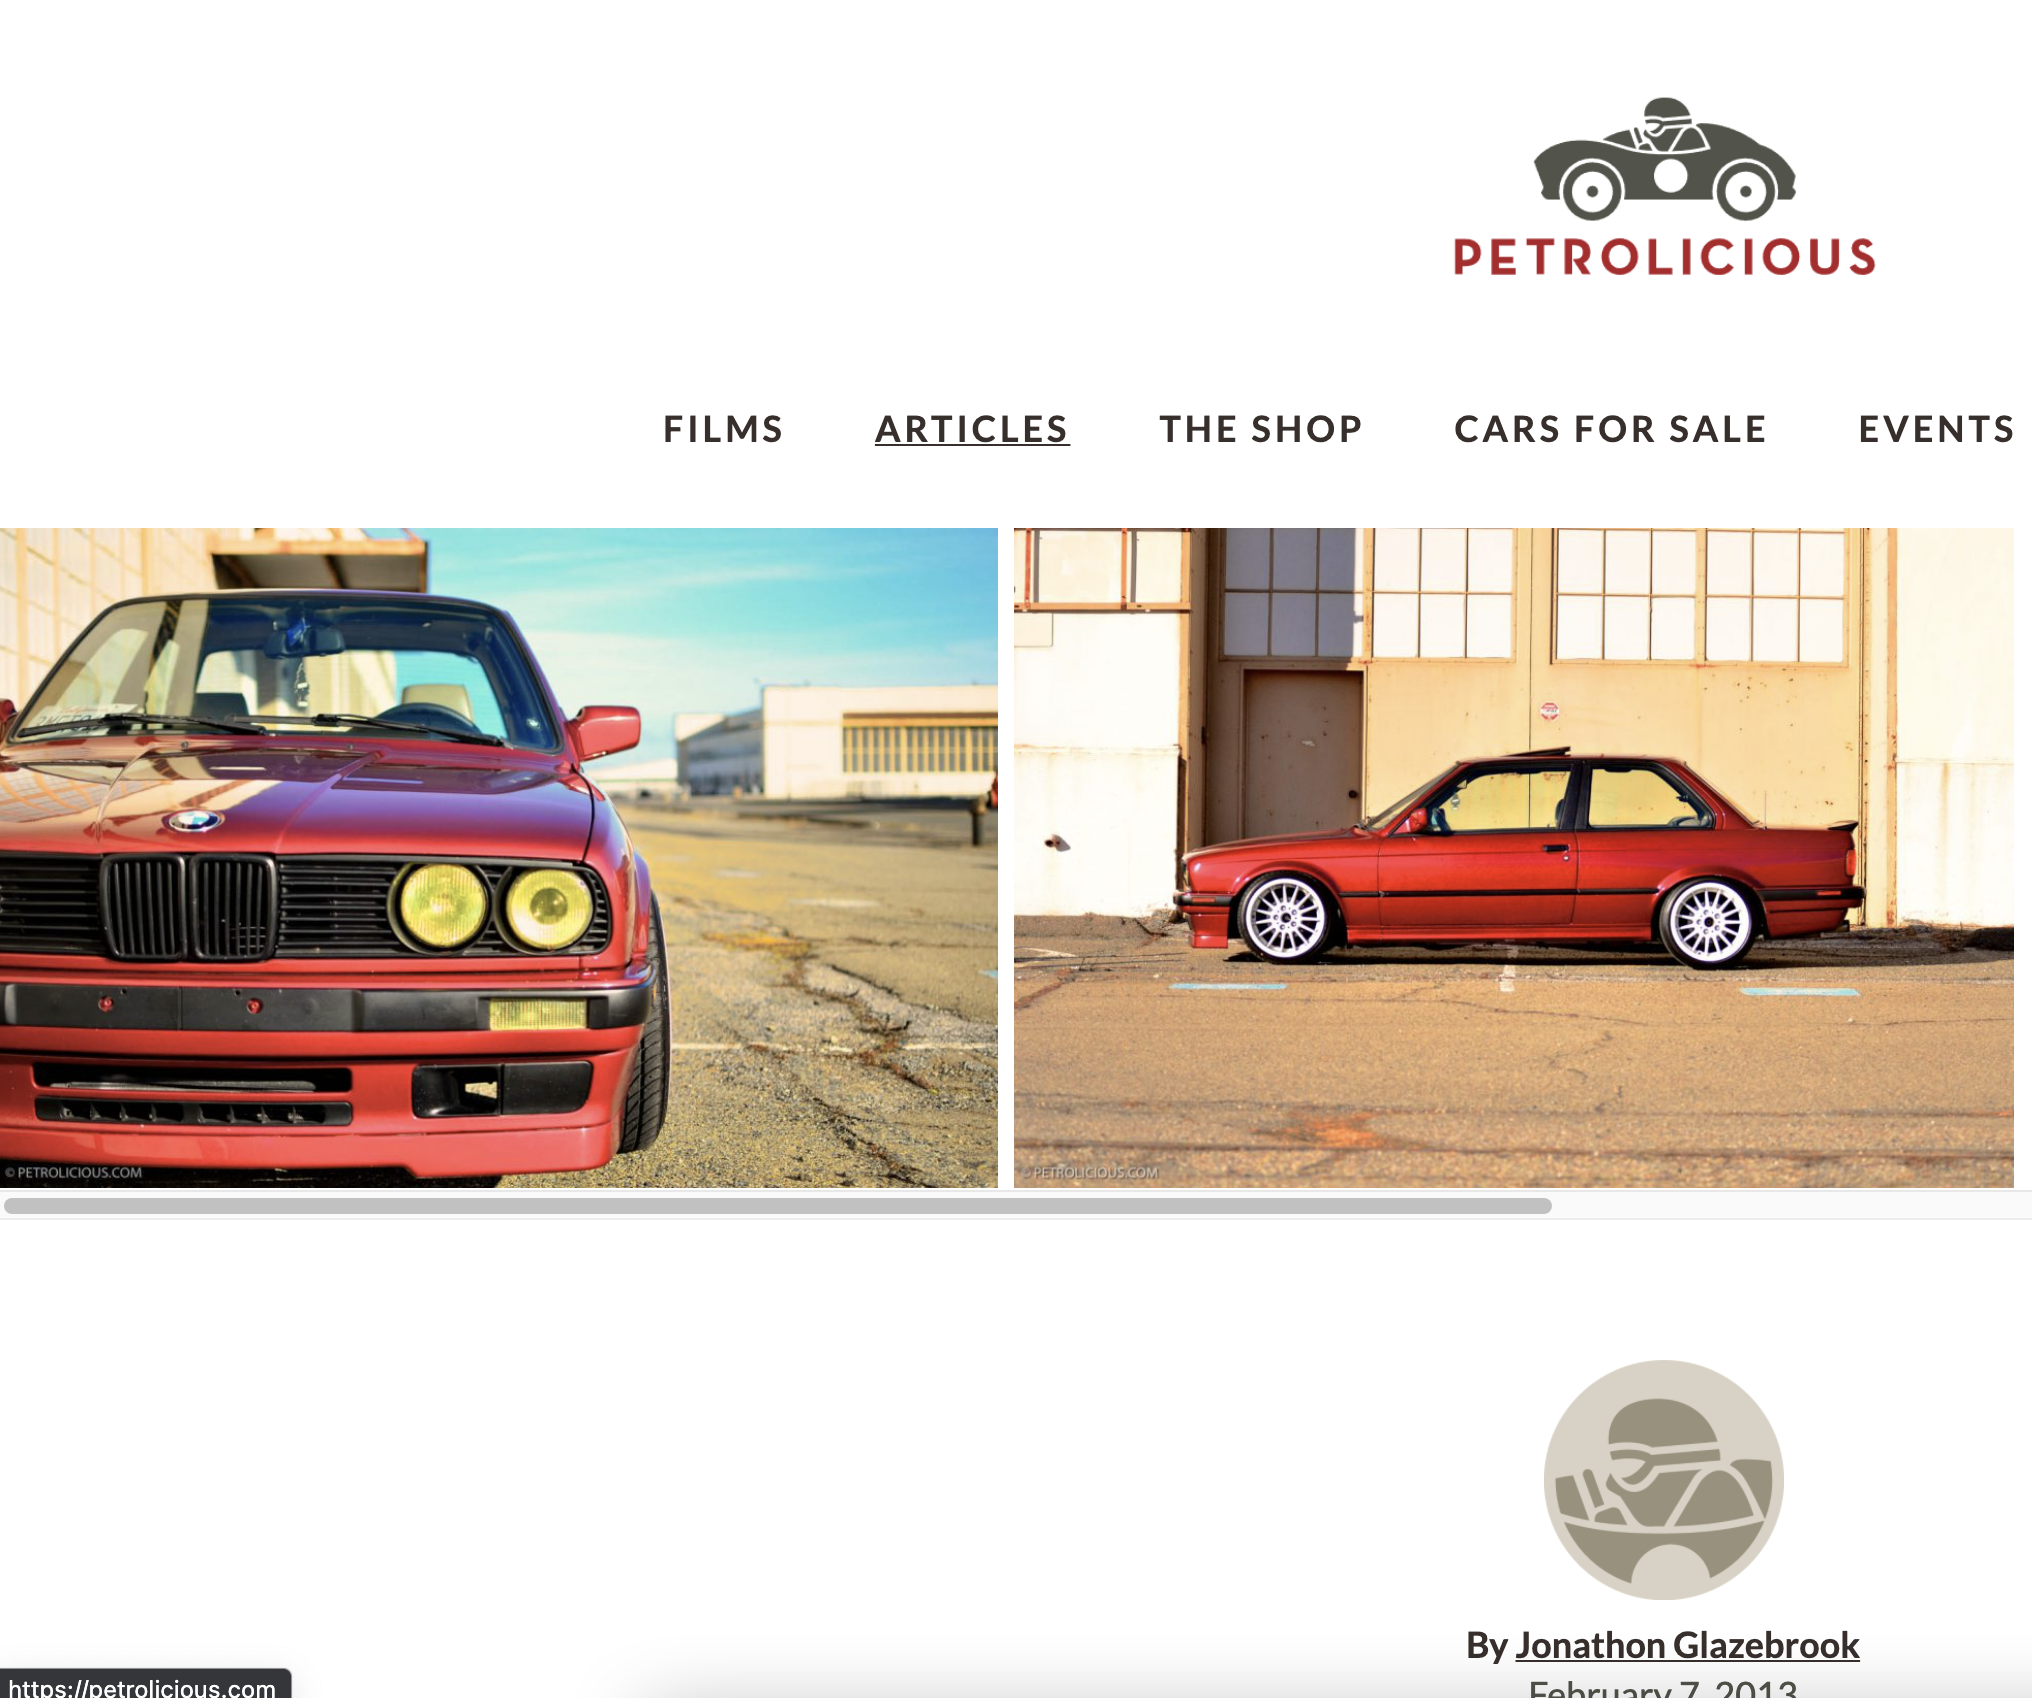 PETROLICIOUS
FILMS ARTICLES THE SHOP CARS FOR SALE EVENTS
© PETROLICIOUS.COM
© PETROLICIOUS.COM
By Jonathon Glazebrook
February 7, 2013
https://petrolicious.com